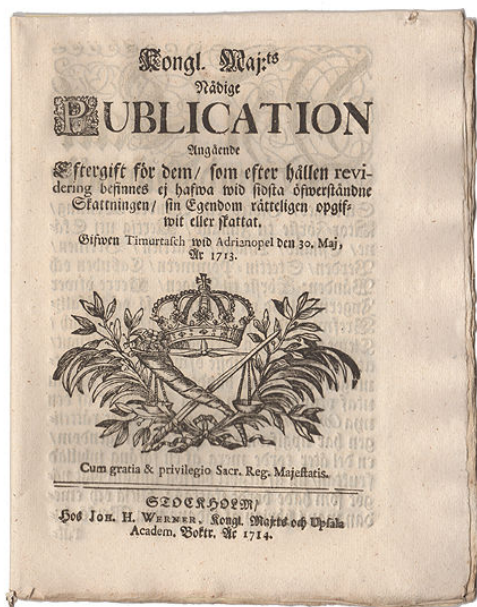 Kongl. Maj:ts
Nådige
PUBLICATION
Angående
Eftergift för dem/ som efter hållen revi-
dering befinnes ej hafwa wid sidsta öfwerståndne
Skattningen/ sin Egendom rätteligen opgif-
wit eller skattat.
Gifwen Timurtasch wid Adrianopel den 30. Maj,
År 1713.
Cum gratia & privilegio Sacr. Reg. Majestatis.
STOCKHOLM/
Hos JOH. H. WERNER, Kongl. Maj:ts och Upsala
Academ. Boktr. År 1714.